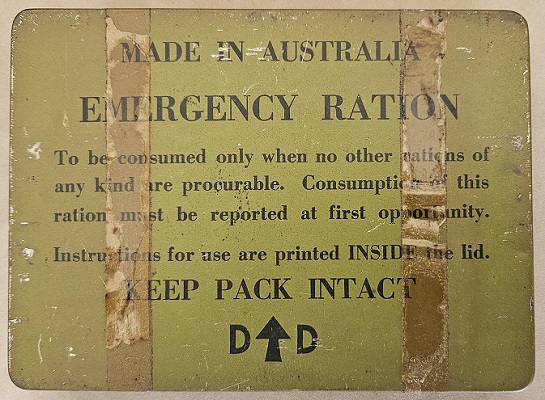 MADE IN AUSTRALIA
EMERGENCY RATION
To be consumed only when no other rations of
any kind are procurable. Consumption of this
ration must be reported at first opportunity.
Instructions for use are printed INSIDE the lid.
KEEP PACK INTACT
D D